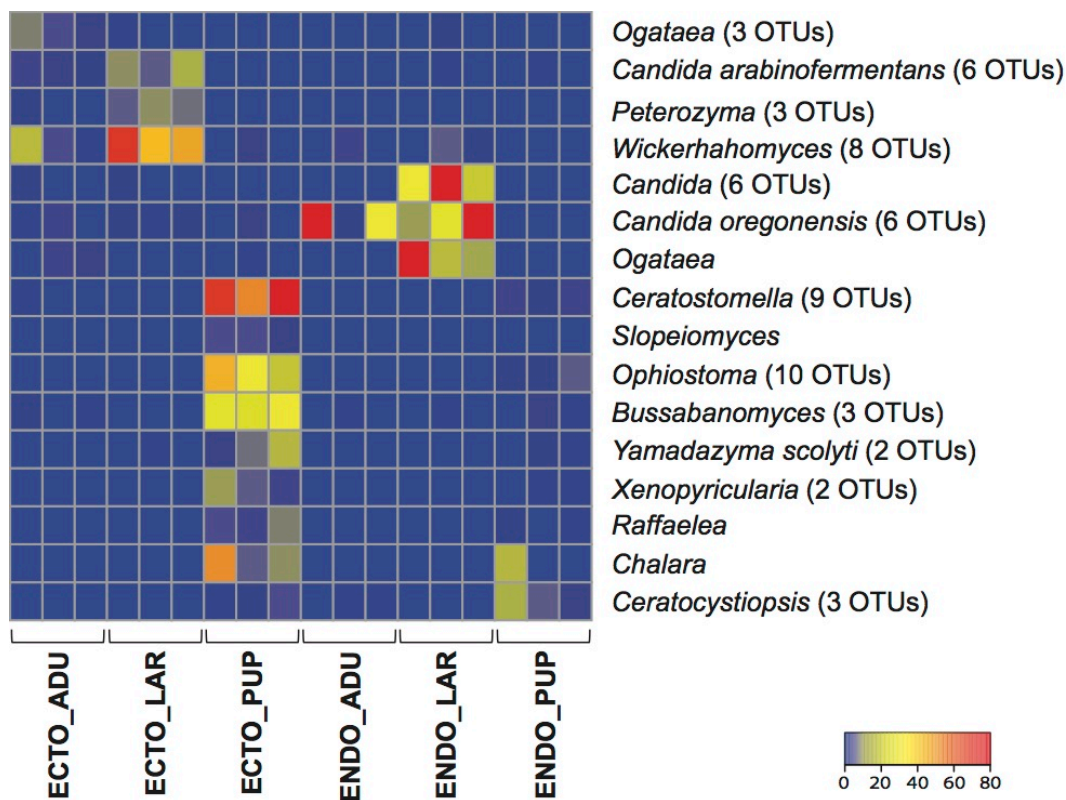 Ogataea (3 OTUs)
Candida arabinofermentans (6 OTUs)
Peterozyma (3 OTUs)
Wickerhahomyces (8 OTUs)
Candida (6 OTUs)
Candida oregonensis (6 OTUs)
Ogataea
Ceratostomella (9 OTUs)
Slopeiomyces
Ophiostoma (10 OTUs)
Bussabanomyces (3 OTUs)
Yamadazyma scolyti (2 OTUs)
Xenopyricularia (2 OTUs)
Raffaelea
Chalara
Ceratocystiopsis (3 OTUs)
ECTO_ADU
ECTO_LAR
ECTO_PUP
ENDO_ADU
ENDO_LAR
ENDO_PUP
0 20 40 60 80